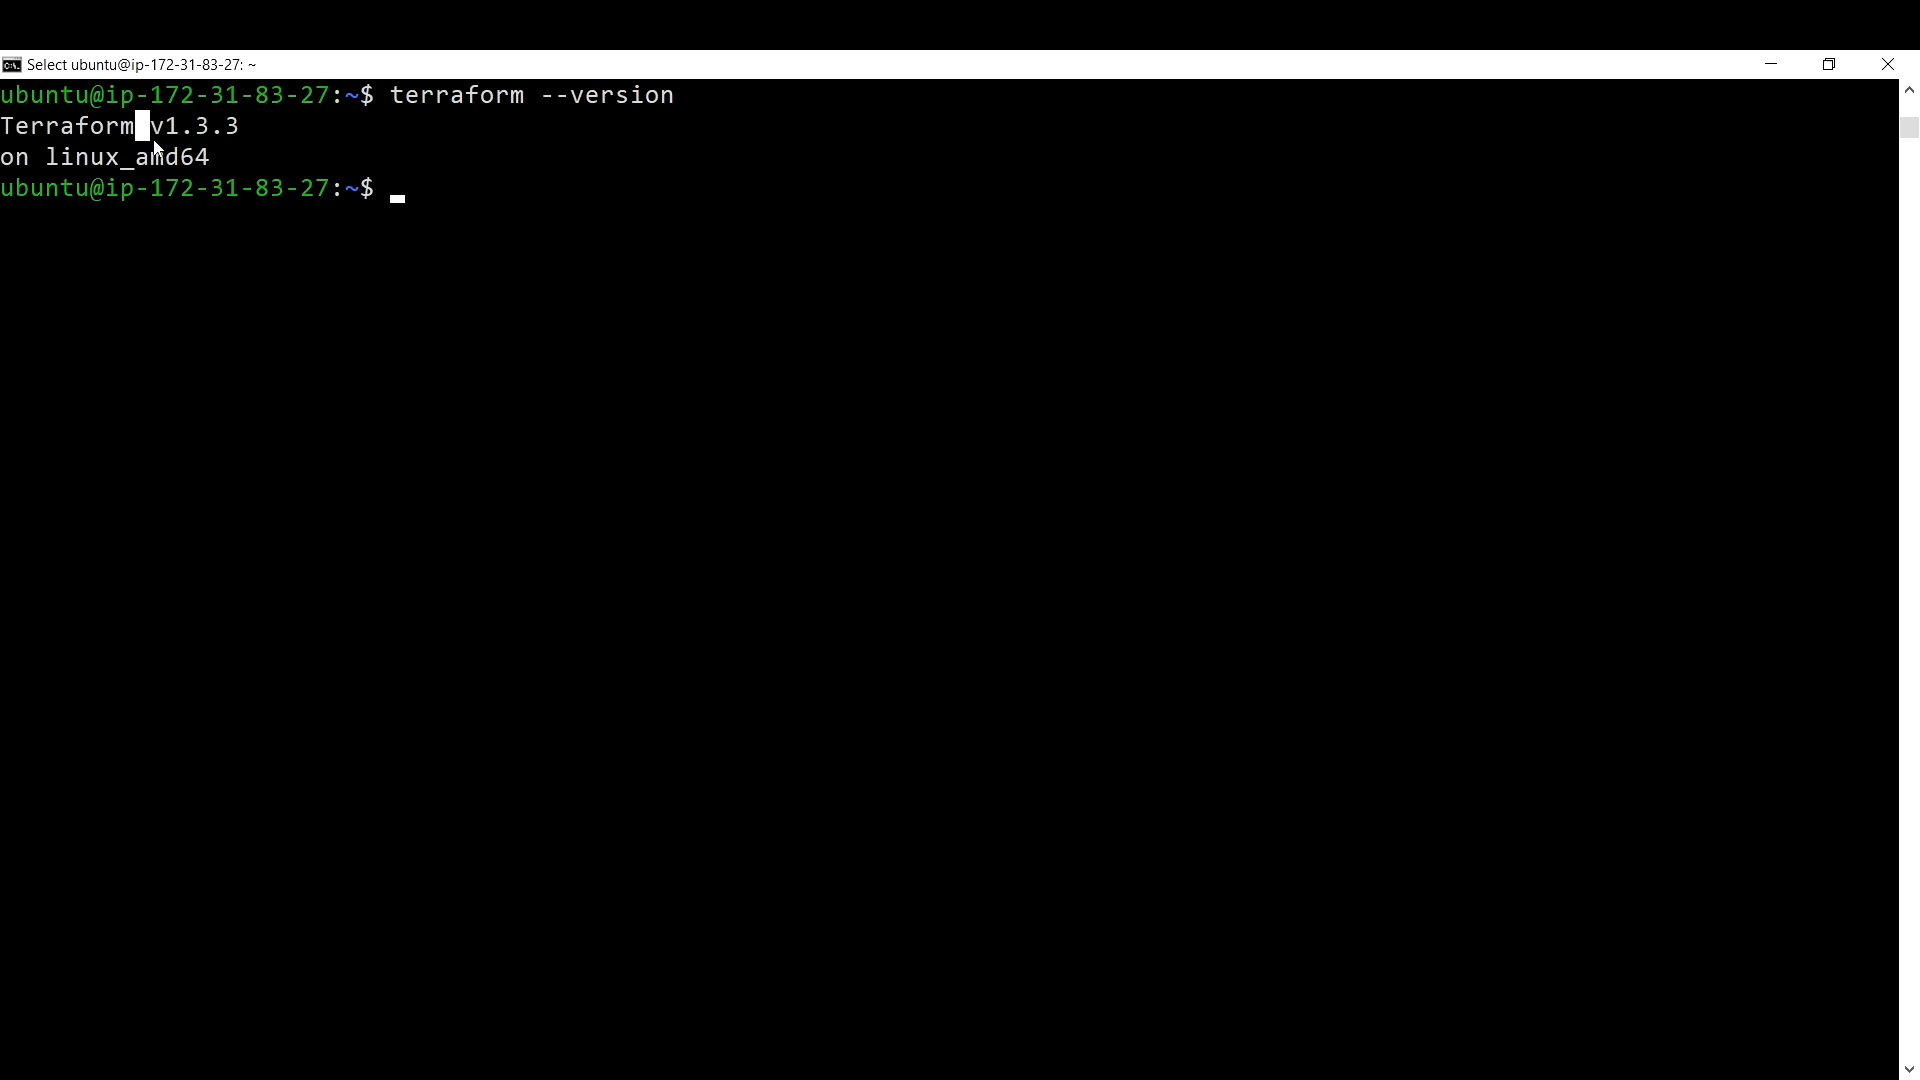 Select ubuntu@ip-172-31-83-27: ~
ubuntu@ip-172-31-83-27:~$ terraform --version
Terraform v1.3.3
on linux_amd64
ubuntu@ip-172-31-83-27:~$